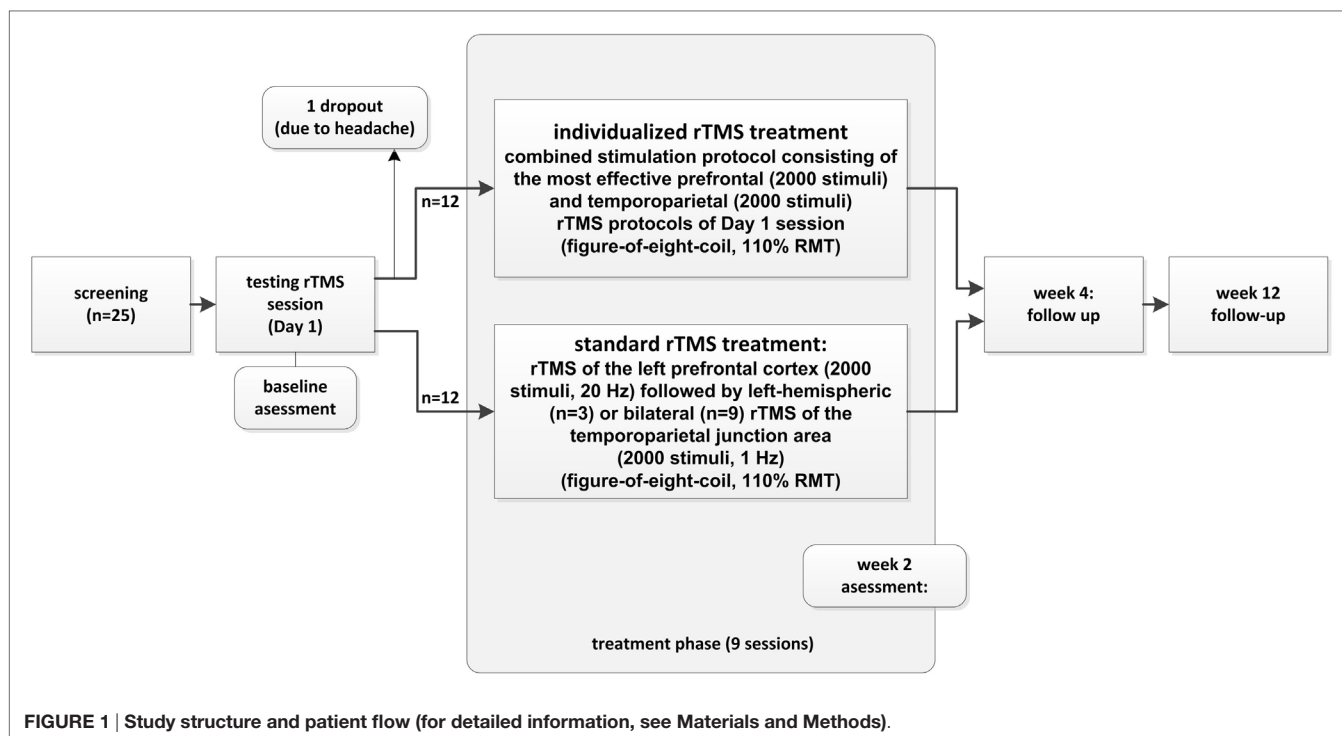 1 dropout
(due to headache)
n=12
individualized rTMS treatment
combined stimulation protocol consisting of
the most effective prefrontal (2000 stimuli)
and temporoparietal (2000 stimuli)
rTMS protocols of Day 1 session
(figure-of-eight-coil, 110% RMT)
screening
(n=25)
testing rTMS
session
(Day 1)
baseline
asessment
n=12
standard rTMS treatment:
rTMS of the left prefrontal cortex (2000
stimuli, 20 Hz) followed by left-hemispheric
(n=3) or bilateral (n=9) rTMS of the
temporoparietal junction area
(2000 stimuli, 1 Hz)
(figure-of-eight-coil, 110% RMT)
week 4:
follow up
week 12
follow-up
week 2
asessment:
treatment phase (9 sessions)
FIGURE 1 | Study structure and patient flow (for detailed information, see Materials and Methods).